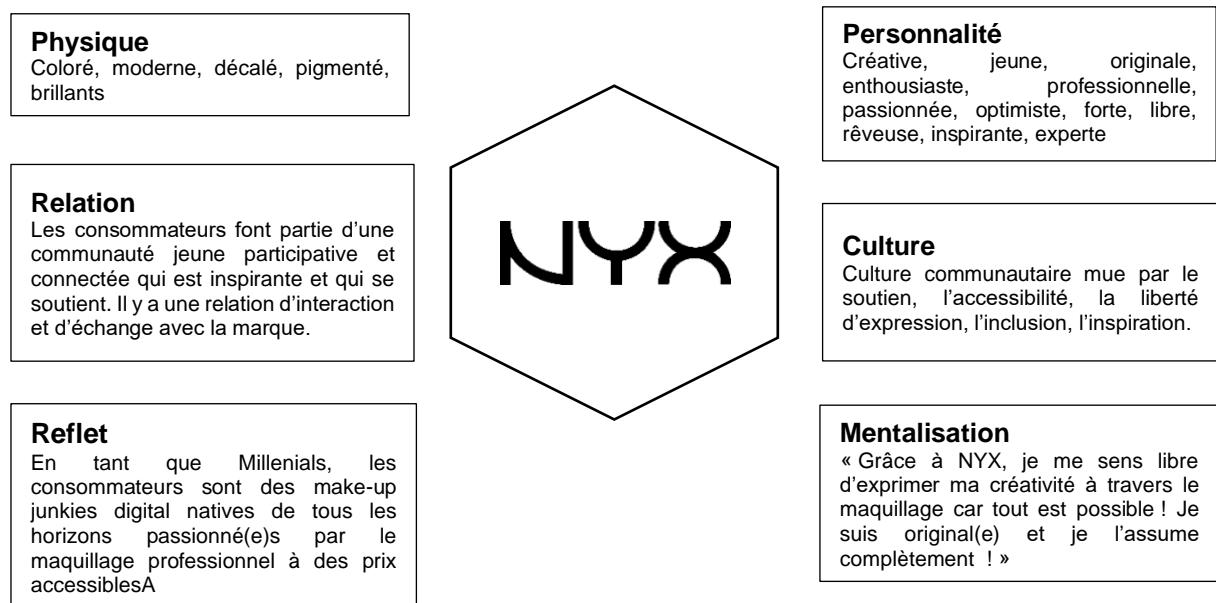 Physique
Coloré, moderne, décalé, pigmenté,
brillants
Relation
Les consommateurs font partie d’une
communauté jeune participative et
connectée qui est inspirante et qui se
soutient. Il y a une relation d’interaction
et d’échange avec la marque.
Reflet
En tant que Millenials, les
consommateurs sont des make-up
junkies digital natives de tous les
horizons passionné(e)s par le
maquillage professionnel à des prix
accessiblesA
NYX
Personnalité
Créative, jeune, originale,
enthousiaste, professionnelle,
passionnée, optimiste, forte, libre,
rêveuse, inspirante, experte
Culture
Culture communautaire mue par le
soutien, l’accessibilité, la liberté
d’expression, l’inclusion, l’inspiration.
Mentalisation
« Grâce à NYX, je me sens libre
d’exprimer ma créativité à travers le
maquillage car tout est possible ! Je
suis original(e) et je l’assume
complètement  ! »